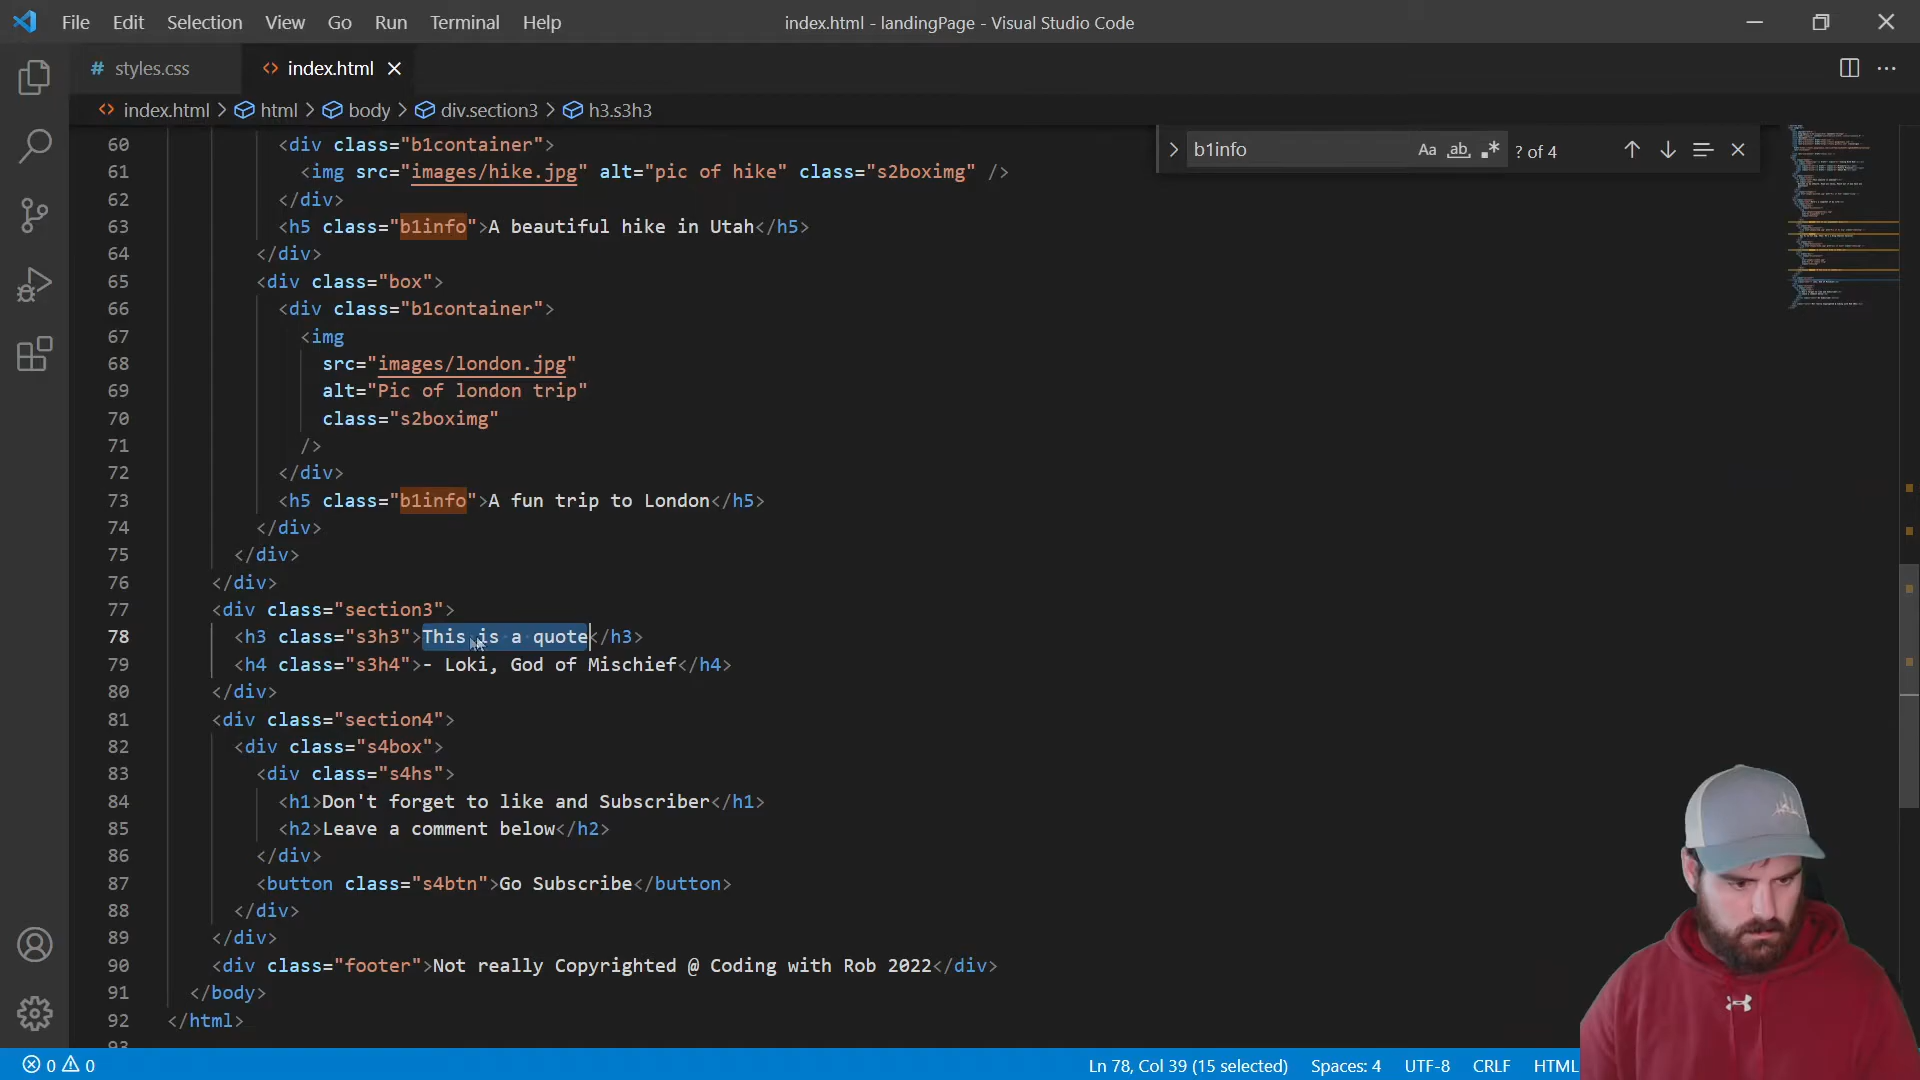 File Edit Selection View Go Run Terminal Help
index.html - landingPage - Visual Studio Code
# styles.css
<> index.html
<> index.html > html > body > div.section3 > h3.s3h3
b1info Aa ab ? of 4
60 <div class="b1container">
61 <img src="images/hike.jpg" alt="pic of hike" class="s2boximg" />
62 </div>
63 <h5 class="b1info">A beautiful hike in Utah</h5>
64 </div>
65 <div class="box">
66 <div class="b1container">
67 <img
68 src="images/london.jpg"
69 alt="Pic of london trip"
70 class="s2boximg"
71 />
72 </div>
73 <h5 class="b1info">A fun trip to London</h5>
74 </div>
75 </div>
76 </div>
77 <div class="section3">
78 <h3 class="s3h3">This is a quote</h3>
79 <h4 class="s3h4">- Loki, God of Mischief</h4>
80 </div>
81 <div class="section4">
82 <div class="s4box">
83 <div class="s4hs">
84 <h1>Don't forget to like and Subscriber</h1>
85 <h2>Leave a comment below</h2>
86 </div>
87 <button class="s4btn">Go Subscribe</button>
88 </div>
89 </div>
90 <div class="footer">Not really Copyrighted @ Coding with Rob 2022</div>
91 </body>
92 </html>
93
0 0 Ln 78, Col 39 (15 selected) Spaces: 4 UTF-8 CRLF HTML